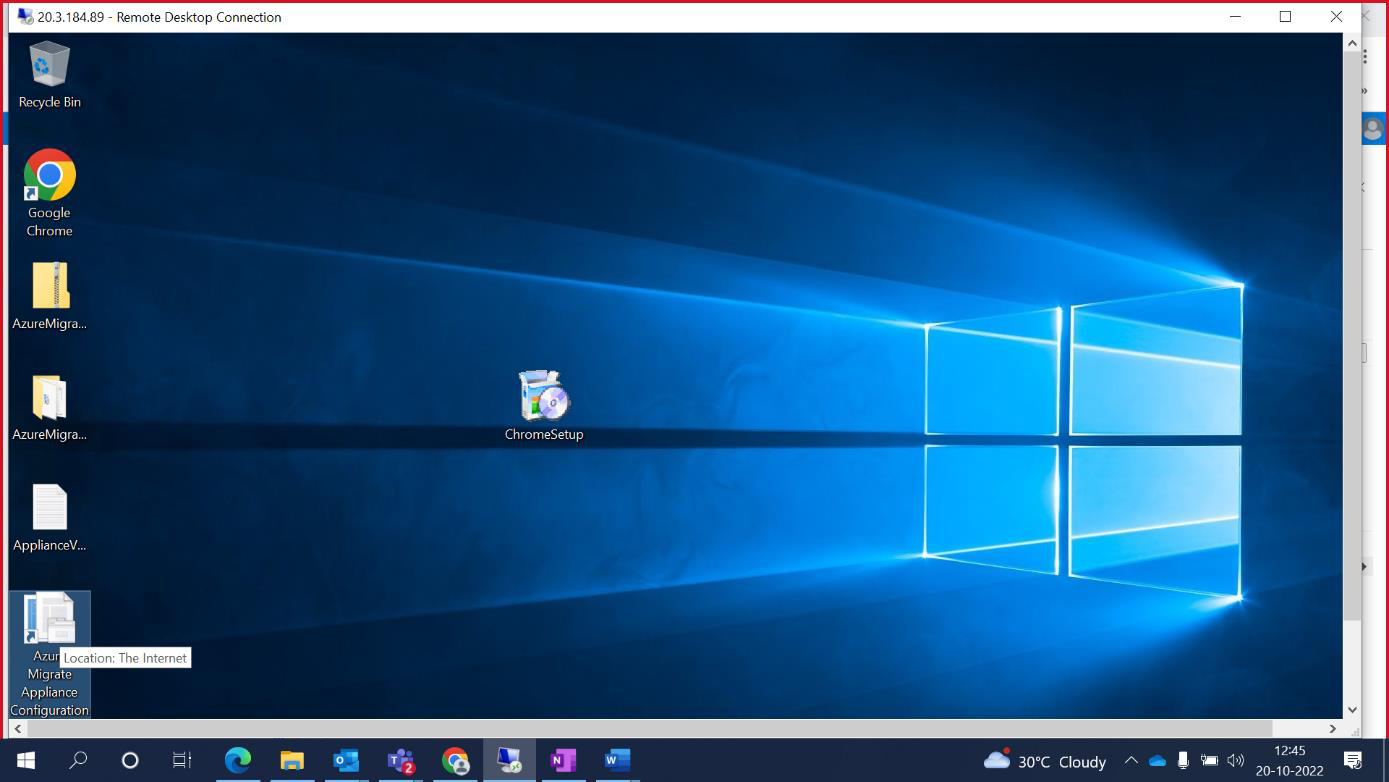 20.3.184.89 - Remote Desktop Connection
Recycle Bin
Google
Chrome
AzureMigra...
AzureMigra...
ChromeSetup
ApplianceV...
Azur
Location: The Internet
Migrate
Appliance
Configuration
2
30°C Cloudy
12:45
20-10-2022